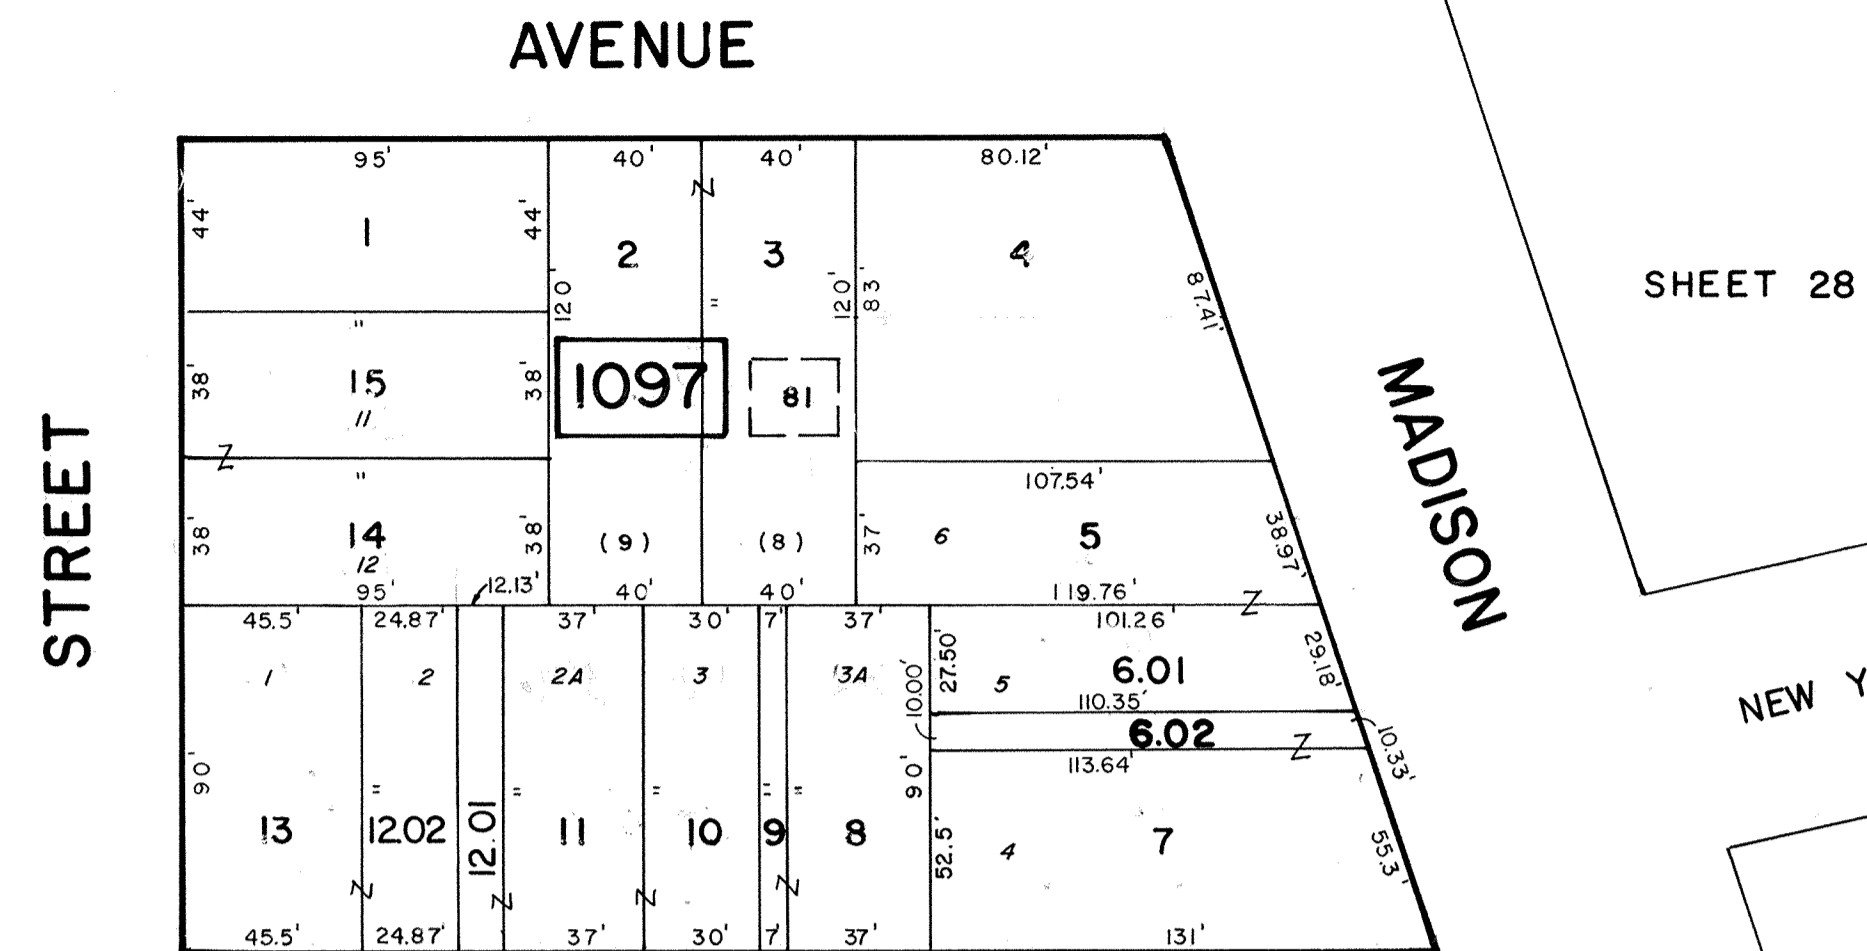 AVENUE
95' 40' 40' 80.12'
44' 1 44' 2 3 4 87.41'
120' " 120' 83'
SHEET 28
STREET
MADISON
"
38' 15 38' 1097 81
11
107.54'
"
38' 14 38' (9) (8) 37' 6 5 38.97'
12
95' 12.13' 40' 40' 119.76'
45.5' 24.87' 37' 30' 7' 37' 101.26'
1 2 2A 3 3A 10.00' 27.50' 5 6.01 29.18'
110.35'
NEW Y
6.02 10.33'
90' " " " " " 90' 113.64'
13 12.02 12.01 11 10 9 8 52.5' 4 7 55.3'
45.5' 24.87' 37' 30' 7' 37' 131'